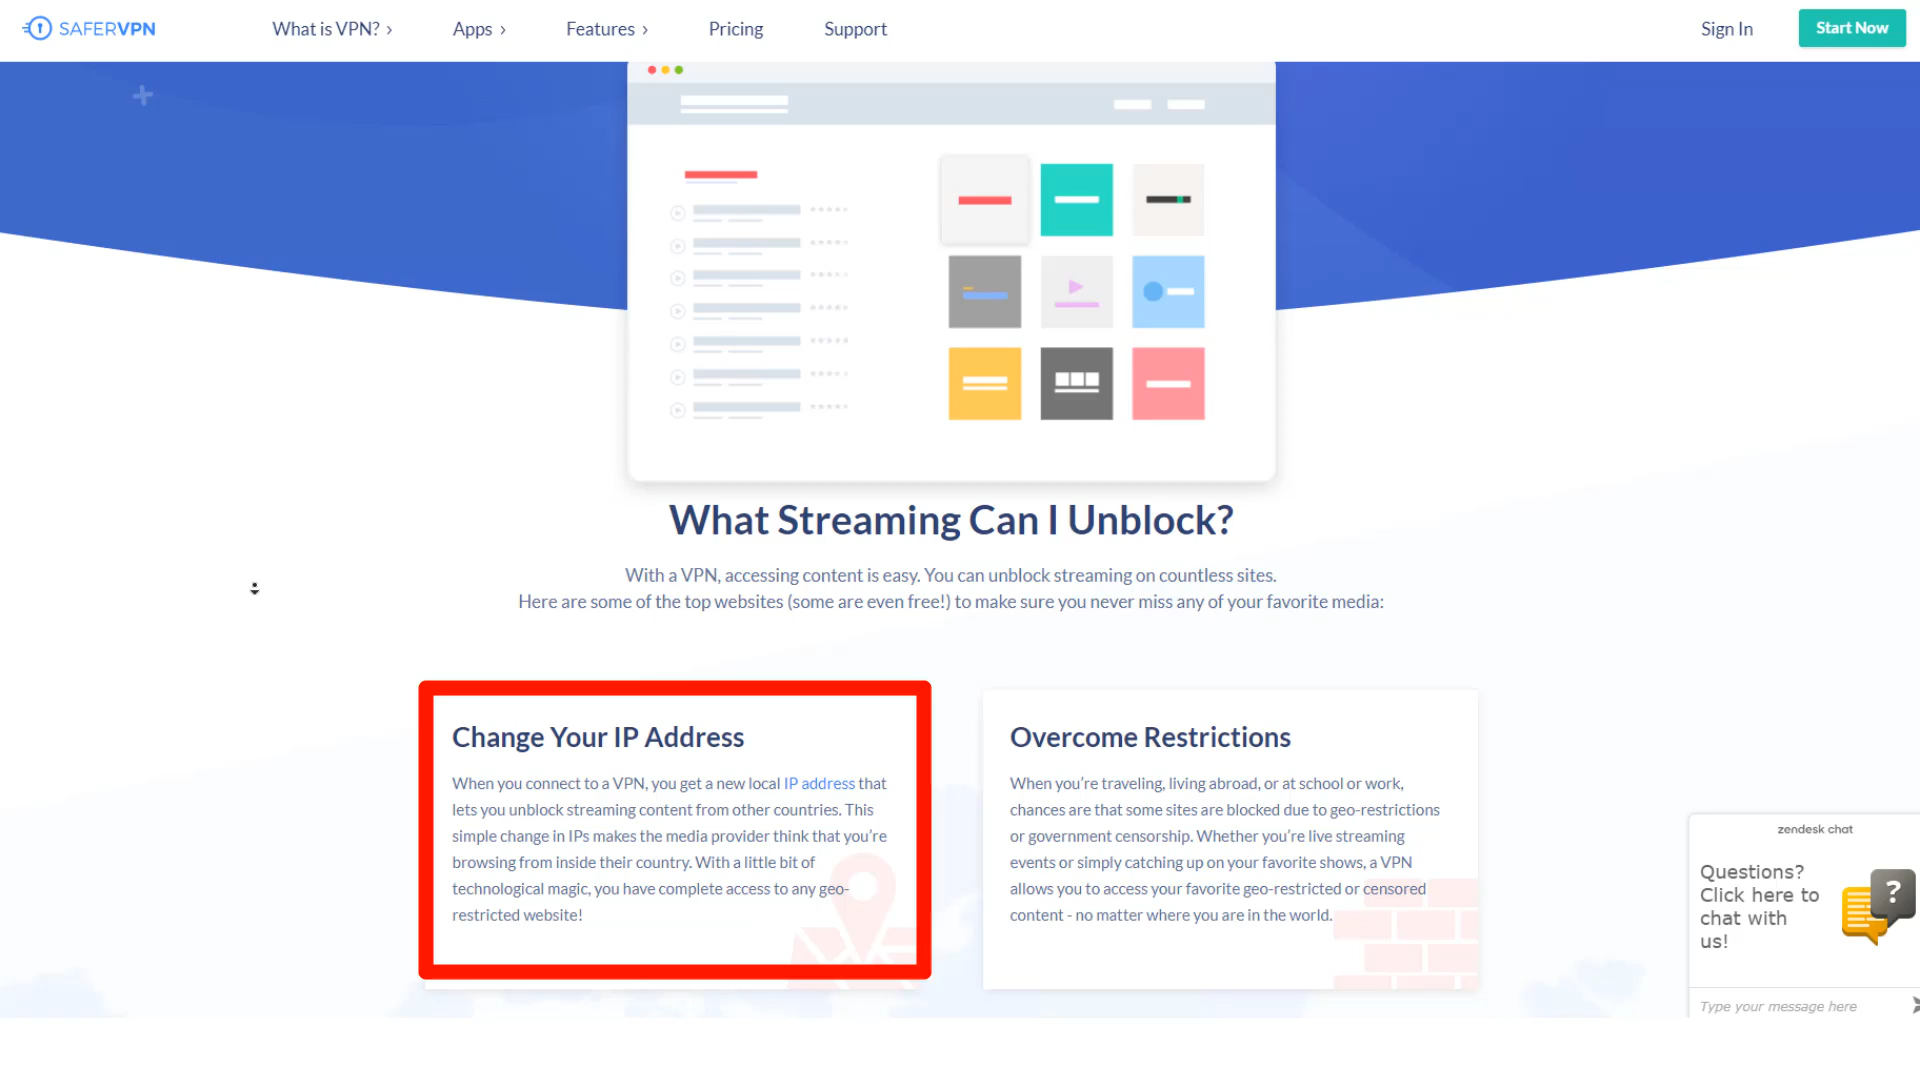 SAFERVPN
What is VPN? ›
Apps ›
Features ›
Pricing
Support
Sign In
Start Now
What Streaming Can I Unblock?
With a VPN, accessing content is easy. You can unblock streaming on countless sites.
Here are some of the top websites (some are even free!) to make sure you never miss any of your favorite media:
Change Your IP Address
When you connect to a VPN, you get a new local IP address that
lets you unblock streaming content from other countries. This
simple change in IPs makes the media provider think that you’re
browsing from inside their country. With a little bit of
technological magic, you have complete access to any geo-
restricted website!
Overcome Restrictions
When you’re traveling, living abroad, or at school or work,
chances are that some sites are blocked due to geo-restrictions
or government censorship. Whether you’re live streaming
events or simply catching up on your favorite shows, a VPN
allows you to access your favorite geo-restricted or censored
content - no matter where you are in the world.
zendesk chat
Questions?
Click here to
chat with
us!
?
Type your message here